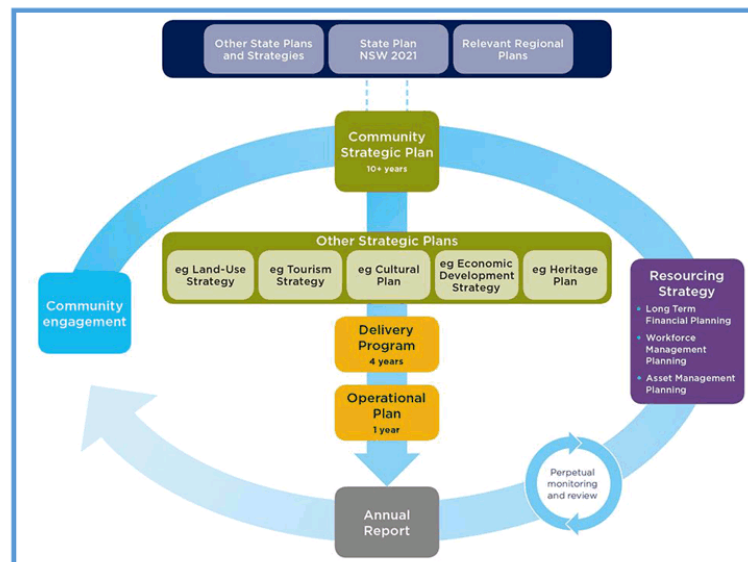 Other State Plans
and Strategies
State Plan
NSW 2021
Relevant Regional
Plans
Community
Strategic Plan
10+ years
Other Strategic Plans
eg Land-Use
Strategy
eg Tourism
Strategy
eg Cultural
Plan
eg Economic
Development
Strategy
eg Heritage
Plan
Community
engagement
Resourcing
Strategy
• Long Term
Financial Planning
• Workforce
Management
Planning
• Asset Management
Planning
Delivery
Program
4 years
Operational
Plan
1 year
Perpetual
monitoring
and review
Annual
Report